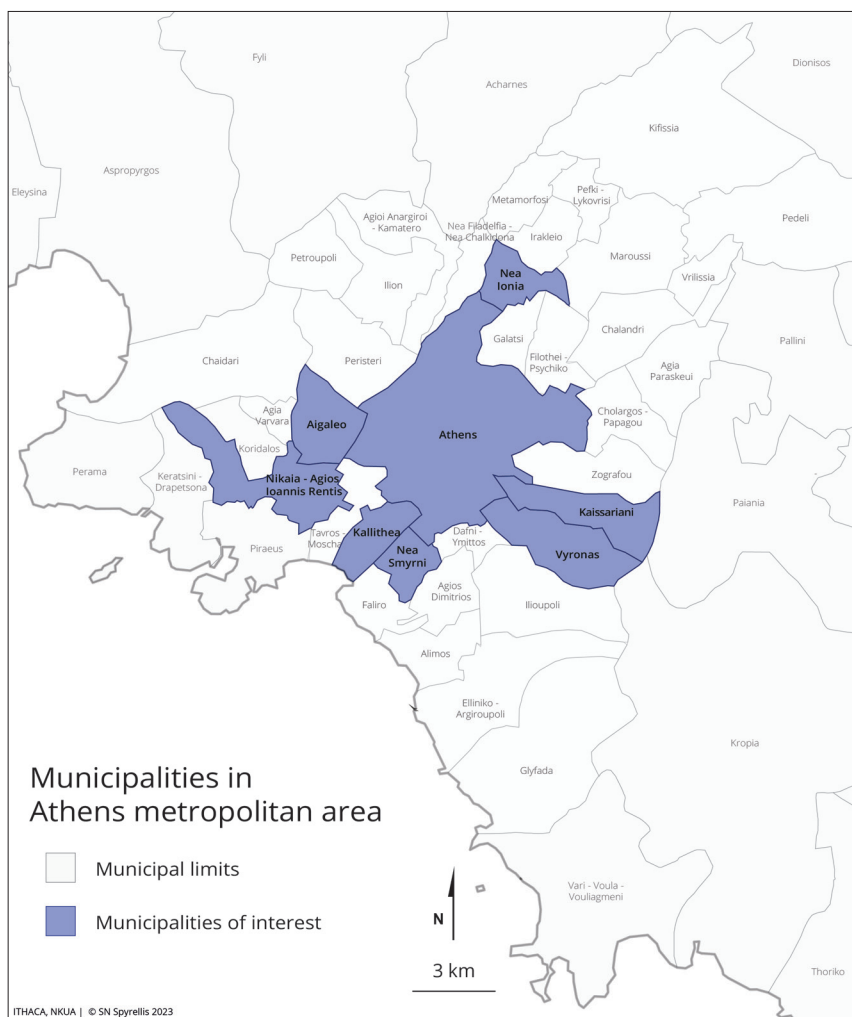 Fyli
Dionisos
Acharnes
Kifissia
Aspropyrgos
Eleysina
Metamorfosi
Pefki -
Lykovrisi
Agioi Anargiroi
- Kamatero
Nea Filadelfia -
Nea Chalkidona
Irakleio
Pedeli
Petroupoli
Maroussi
Nea
Ionia
Vrilissia
Ilion
Galatsi
Chalandri
Pallini
Chaidari
Peristeri
Filothei -
Psychiko
Agia
Paraskeui
Agia
Varvara
Aigaleo
Athens
Cholargos -
Papagou
Koridalos
Perama
Keratsini -
Drapetsona
Nikaia - Agios
Ioannis Rentis
Zografou
Paiania
Kaissariani
Tavros -
Moscha
Kallithea
Dafni -
Ymittos
Piraeus
Nea
Smyrni
Vyronas
Agios
Dimitrios
Faliro
Ilioupoli
Alimos
Elliniko -
Argiroupoli
Kropia
Glyfada
Municipalities in
Athens metropolitan area
Municipal limits
Municipalities of interest
N
3 km
Vari - Voula -
Vouliagmeni
Thoriko
ITHACA, NKUA | © SN Spyrellis 2023